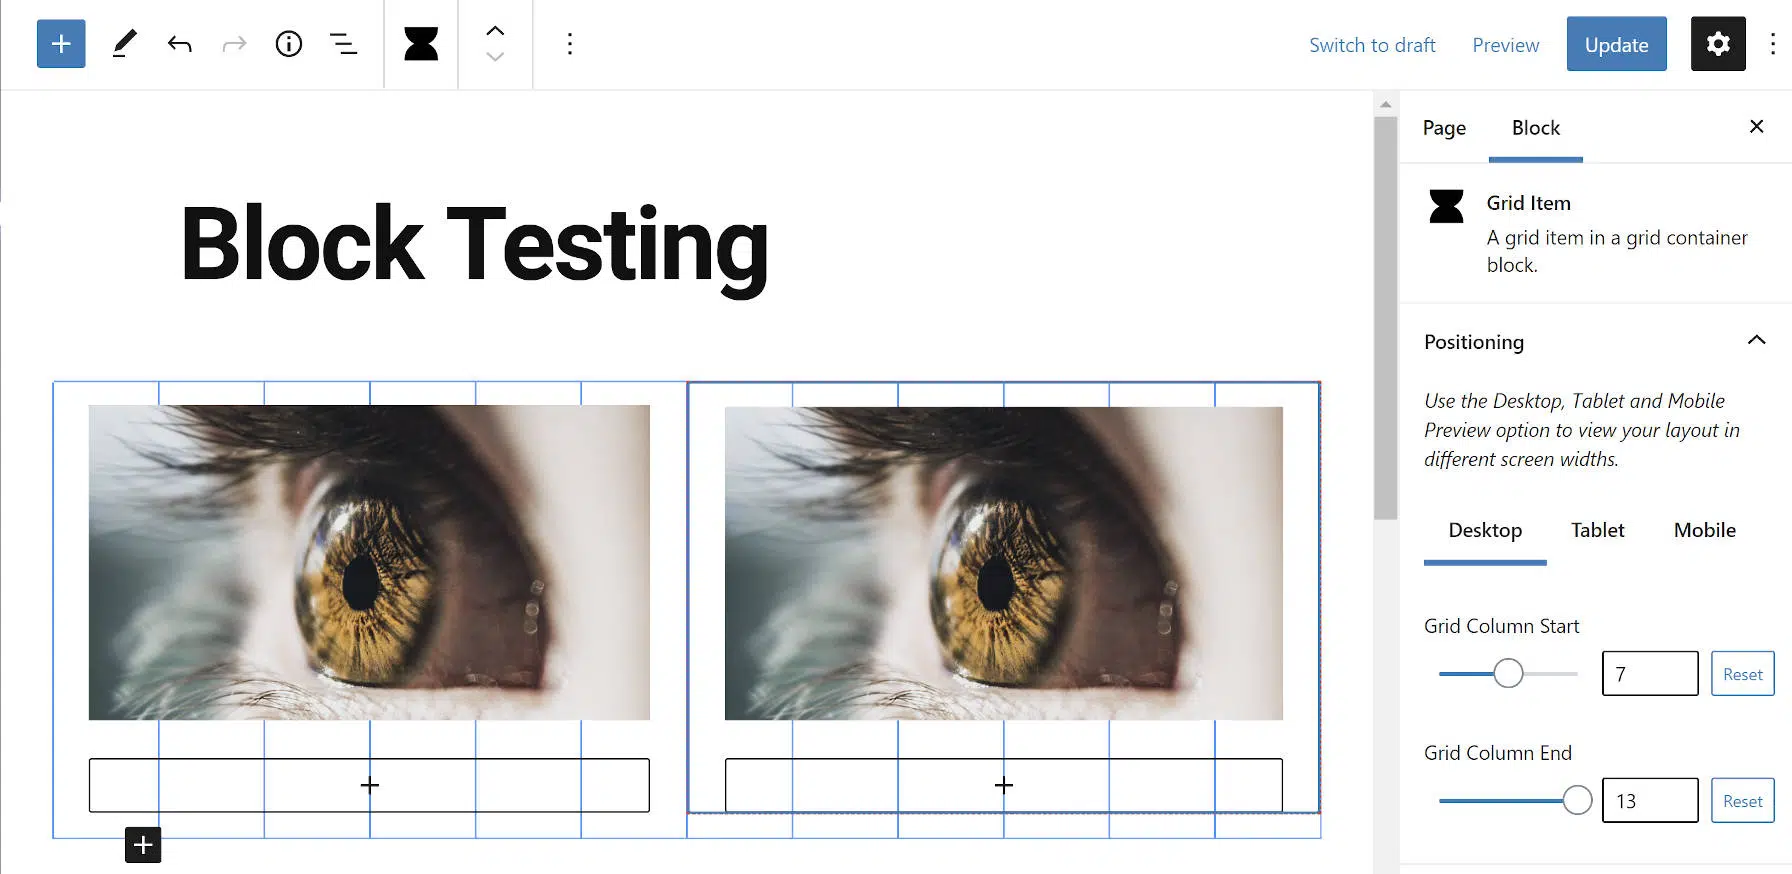 Switch to draft Preview Update
Page Block
Block Testing
Grid Item
A grid item in a grid container
block.
Positioning
Use the Desktop, Tablet and Mobile
Preview option to view your layout in
different screen widths.
Desktop Tablet Mobile
Grid Column Start
7 Reset
Grid Column End
13 Reset